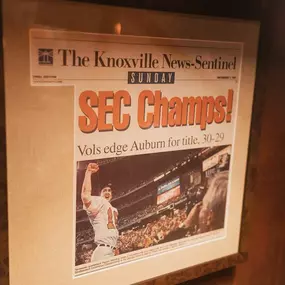 The Knoxville News-Sentinel
SUNDAY
SEC Champs!
Vols edge Auburn for title, 30-29